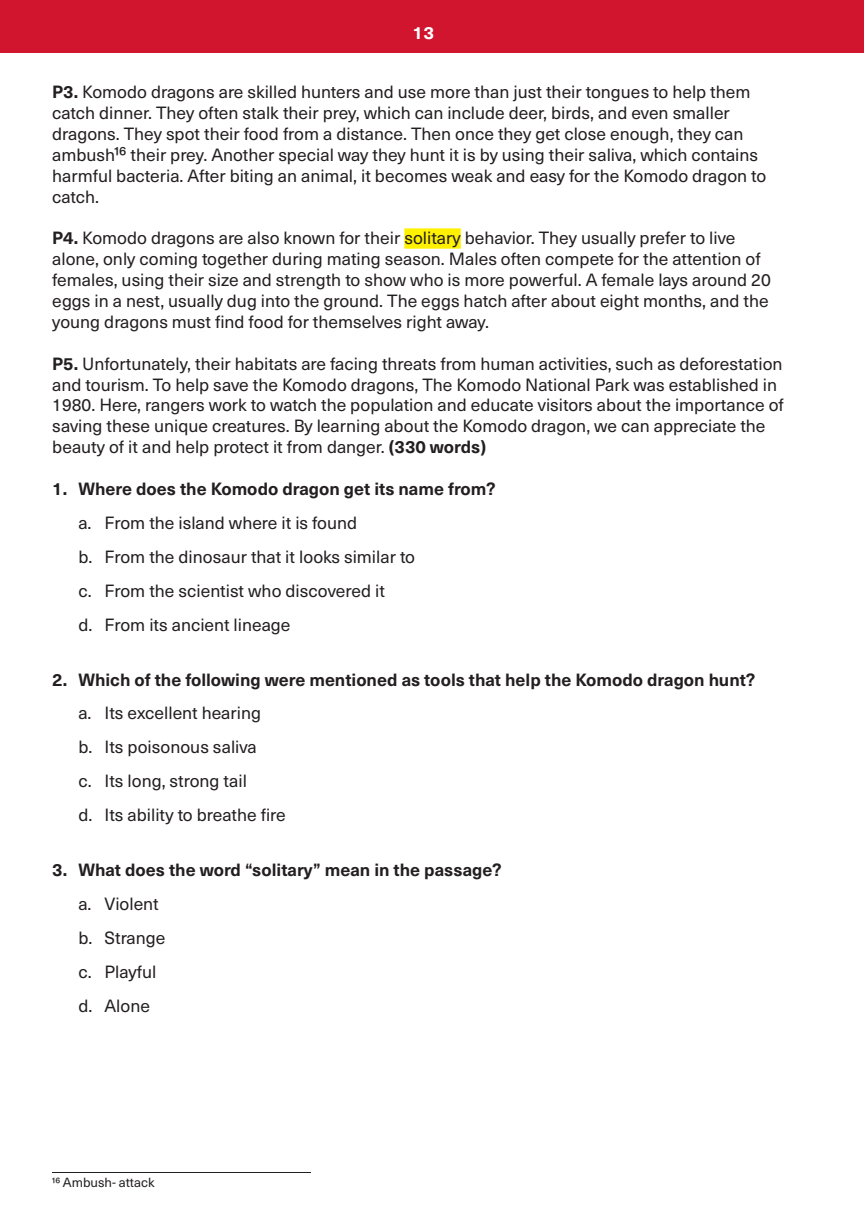 13
P3. Komodo dragons are skilled hunters and use more than just their tongues to help them
catch dinner. They often stalk their prey, which can include deer, birds, and even smaller
dragons. They spot their food from a distance. Then once they get close enough, they can
ambush¹⁶ their prey. Another special way they hunt it is by using their saliva, which contains
harmful bacteria. After biting an animal, it becomes weak and easy for the Komodo dragon to
catch.
P4. Komodo dragons are also known for their solitary behavior. They usually prefer to live
alone, only coming together during mating season. Males often compete for the attention of
females, using their size and strength to show who is more powerful. A female lays around 20
eggs in a nest, usually dug into the ground. The eggs hatch after about eight months, and the
young dragons must find food for themselves right away.
P5. Unfortunately, their habitats are facing threats from human activities, such as deforestation
and tourism. To help save the Komodo dragons, The Komodo National Park was established in
1980. Here, rangers work to watch the population and educate visitors about the importance of
saving these unique creatures. By learning about the Komodo dragon, we can appreciate the
beauty of it and help protect it from danger. (330 words)
1. Where does the Komodo dragon get its name from?
a. From the island where it is found
b. From the dinosaur that it looks similar to
c. From the scientist who discovered it
d. From its ancient lineage
2. Which of the following were mentioned as tools that help the Komodo dragon hunt?
a. Its excellent hearing
b. Its poisonous saliva
c. Its long, strong tail
d. Its ability to breathe fire
3. What does the word “solitary” mean in the passage?
a. Violent
b. Strange
c. Playful
d. Alone
¹⁶ Ambush- attack